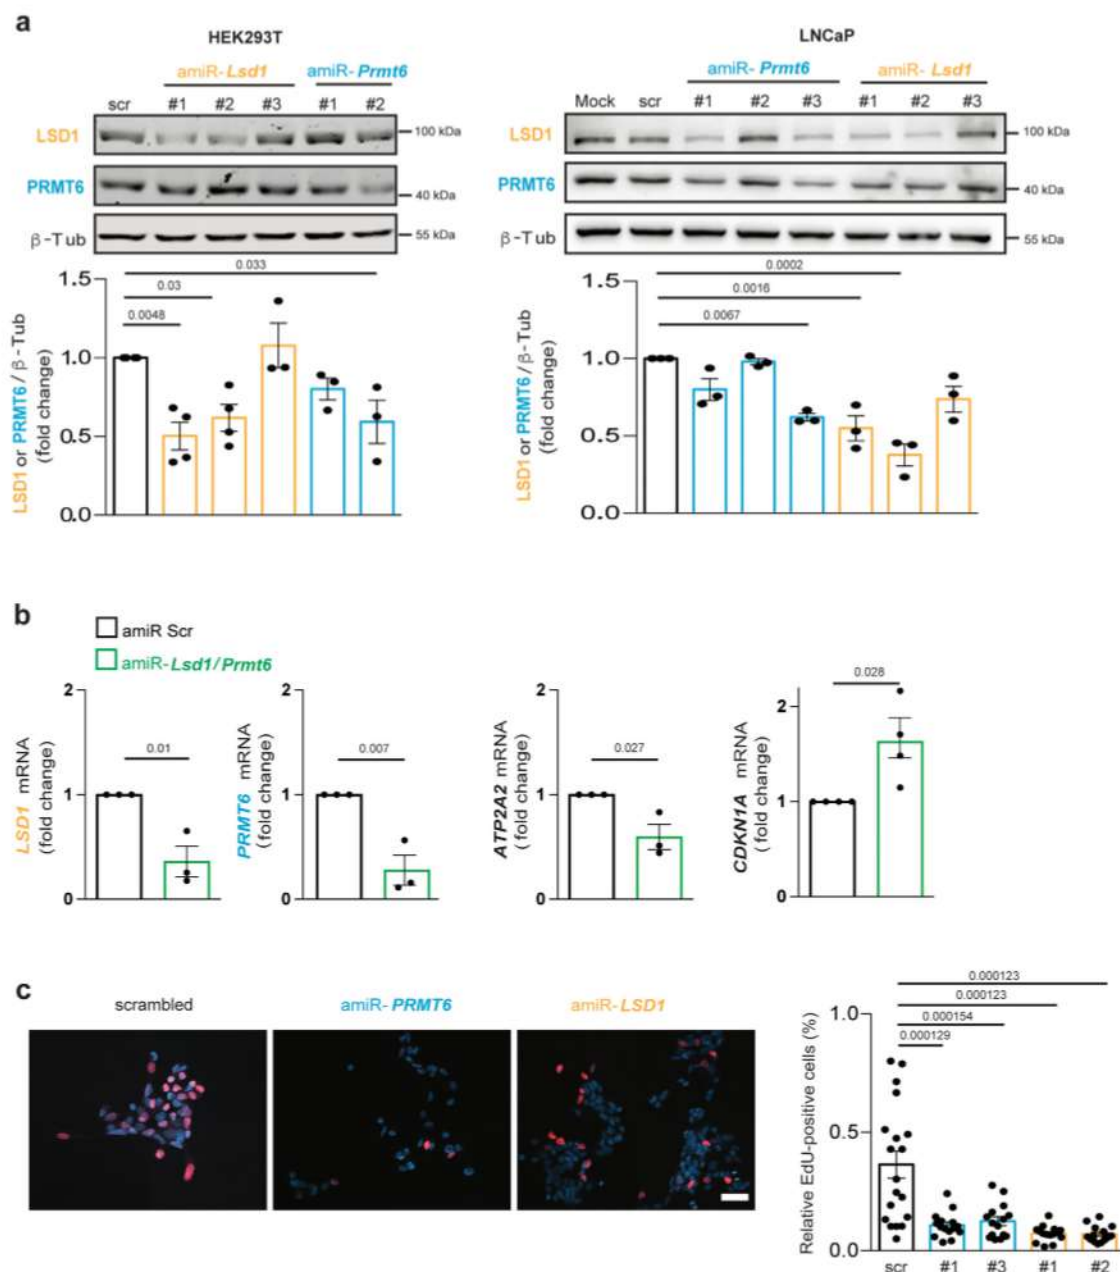 a
HEK293T
amiR-Lsd1 amiR-Prmt6
scr #1 #2 #3 #1 #2
LSD1 100 kDa
PRMT6 40 kDa
β-Tub 55 kDa
0.033
0.03
0.0048
1.5
1.0
0.5
0.0
LSD1 or PRMT6 / β-Tub
(fold change)
LNCaP
amiR-Prmt6 amiR-Lsd1
Mock scr #1 #2 #3 #1 #2 #3
LSD1 100 kDa
PRMT6 40 kDa
β-Tub 55 kDa
0.0002
0.0016
0.0067
1.5
1.0
0.5
0.0
LSD1 or PRMT6 / β-Tub
(fold change)
b
amiR Scr
amiR-Lsd1/Prmt6
LSD1 mRNA
(fold change)
2
1
0
0.01
PRMT6 mRNA
(fold change)
2
1
0
0.007
ATP2A2 mRNA
(fold change)
2
1
0
0.027
CDKN1A mRNA
(fold change)
2
1
0
0.028
c
scrambled amiR-PRMT6 amiR-LSD1
0.000123
0.000123
0.000154
0.000129
Relative EdU-positive cells (%)
1.0
0.5
0.0
scr #1 #3 #1 #2